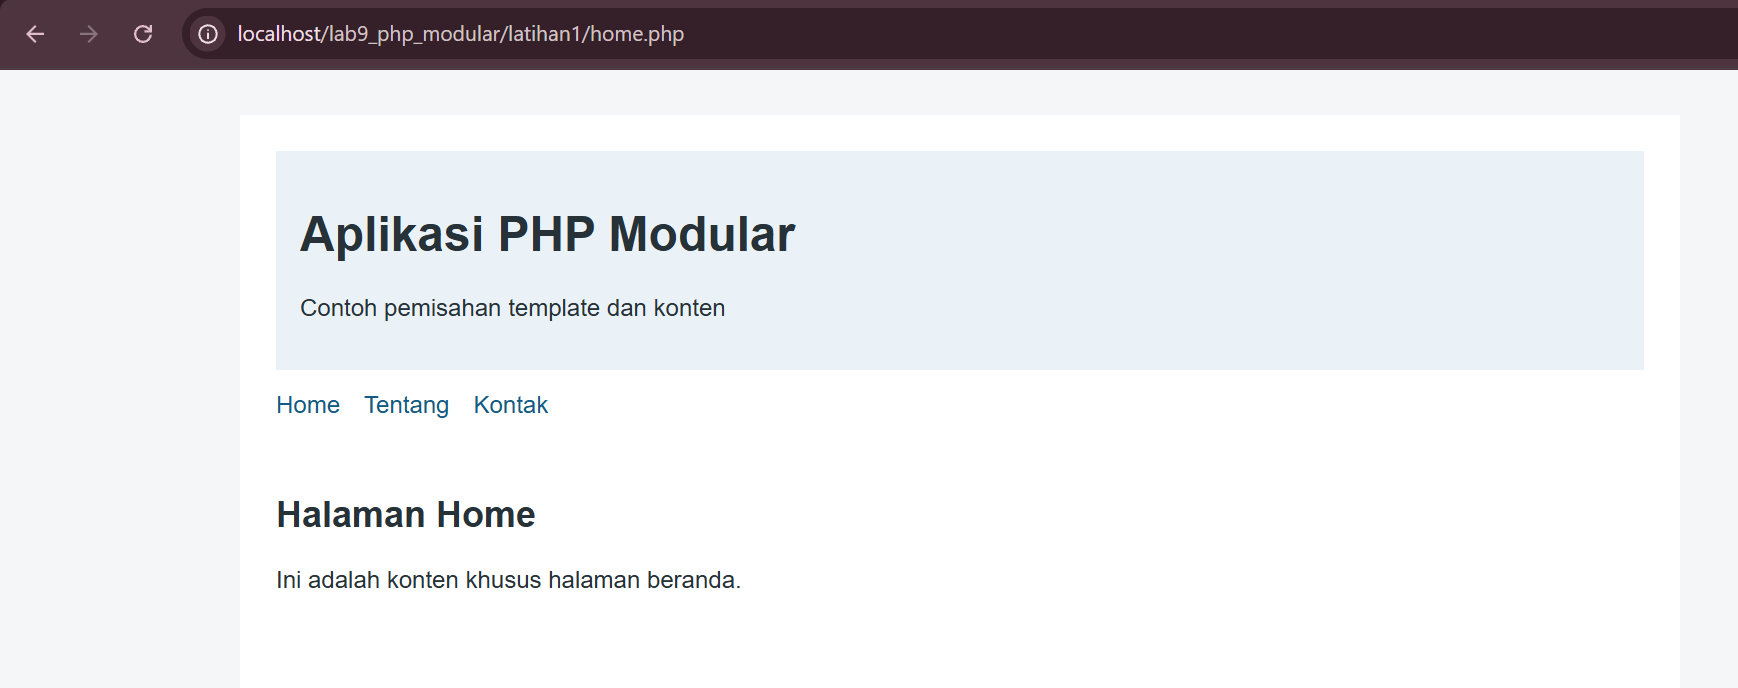 localhost/lab9_php_modular/latihan1/home.php
Aplikasi PHP Modular
Contoh pemisahan template dan konten
Home Tentang Kontak
Halaman Home
Ini adalah konten khusus halaman beranda.